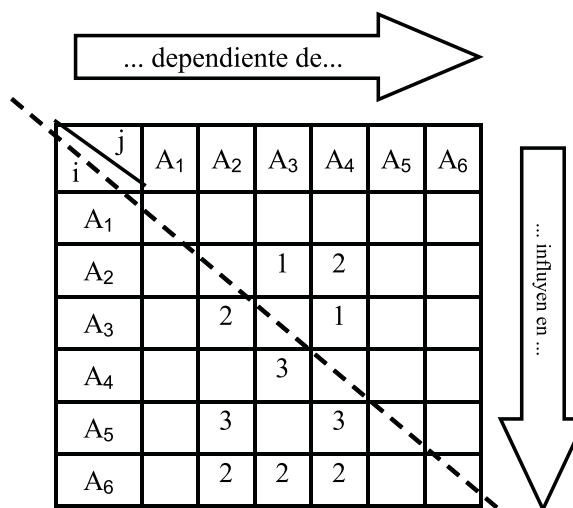 ... dependiente de...
j
i
A1 A2 A3 A4 A5 A6
A1
A2 1 2
A3 2 1
A4 3
A5 3 3
A6 2 2 2
... influyen en ...